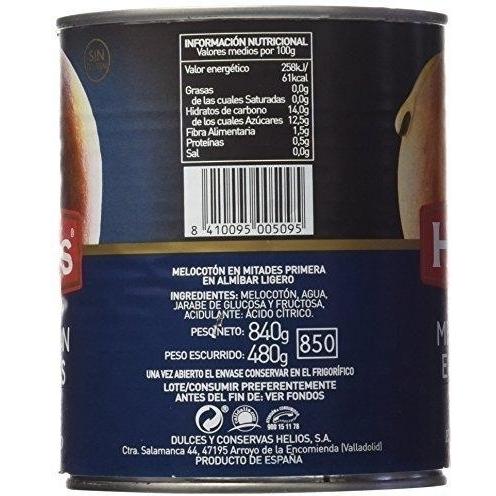 SIN
INFORMACIÓN NUTRICIONAL
Valores medios por 100g
Valor energético 258kJ/
61kcal
Grasas 0,0g
de las cuales Saturadas 0,0g
Hidratos de carbono 14,0g
de los cuales Azúcares 12,5g
Fibra Alimentaria 1,5g
Proteínas 0,5g
Sal 0,0g
8 410095 005095
MELOCOTÓN EN MITADES PRIMERA
EN ALMÍBAR LIGERO
INGREDIENTES: MELOCOTÓN, AGUA,
JARABE DE GLUCOSA Y FRUCTOSA,
ACIDULANTE: ÁCIDO CÍTRICO.
PESO NETO: 840g
PESO ESCURRIDO: 480g
850
UNA VEZ ABIERTO EL ENVASE CONSERVAR EN EL FRIGORÍFICO
LOTE/CONSUMIR PREFERENTEMENTE
ANTES DEL FIN DE: VER FONDOS
900 15 11 78
DULCES Y CONSERVAS HELIOS, S.A.
Ctra. Salamanca 44, 47195 Arroyo de la Encomienda (Valladolid)
PRODUCTO DE ESPAÑA